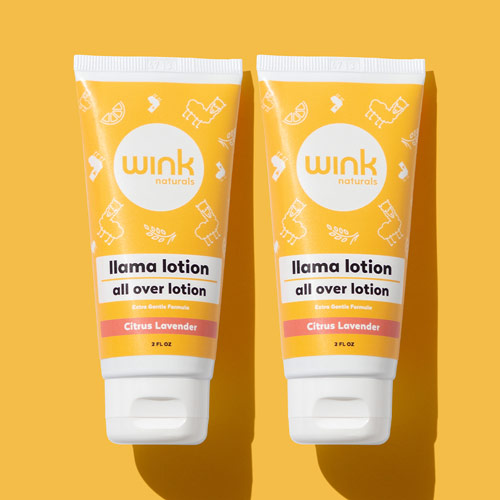 wink
naturals
llama lotion
all over lotion
Extra Gentle Formula
Citrus Lavender
2 FL OZ
wink
naturals
llama lotion
all over lotion
Extra Gentle Formula
Citrus Lavender
2 FL OZ